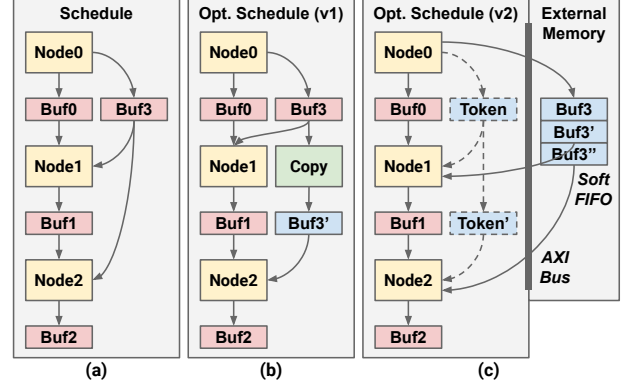 Schedule
Node0
Buf0
Buf3
Node1
Buf1
Node2
Buf2
(a)
Opt. Schedule (v1)
Node0
Buf0
Buf3
Node1
Copy
Buf1
Buf3'
Node2
Buf2
(b)
Opt. Schedule (v2)
Node0
Buf0
Token
Node1
Buf1
Token'
Node2
Buf2
(c)
External
Memory
Buf3
Buf3'
Buf3''
Soft
FIFO
AXI
Bus